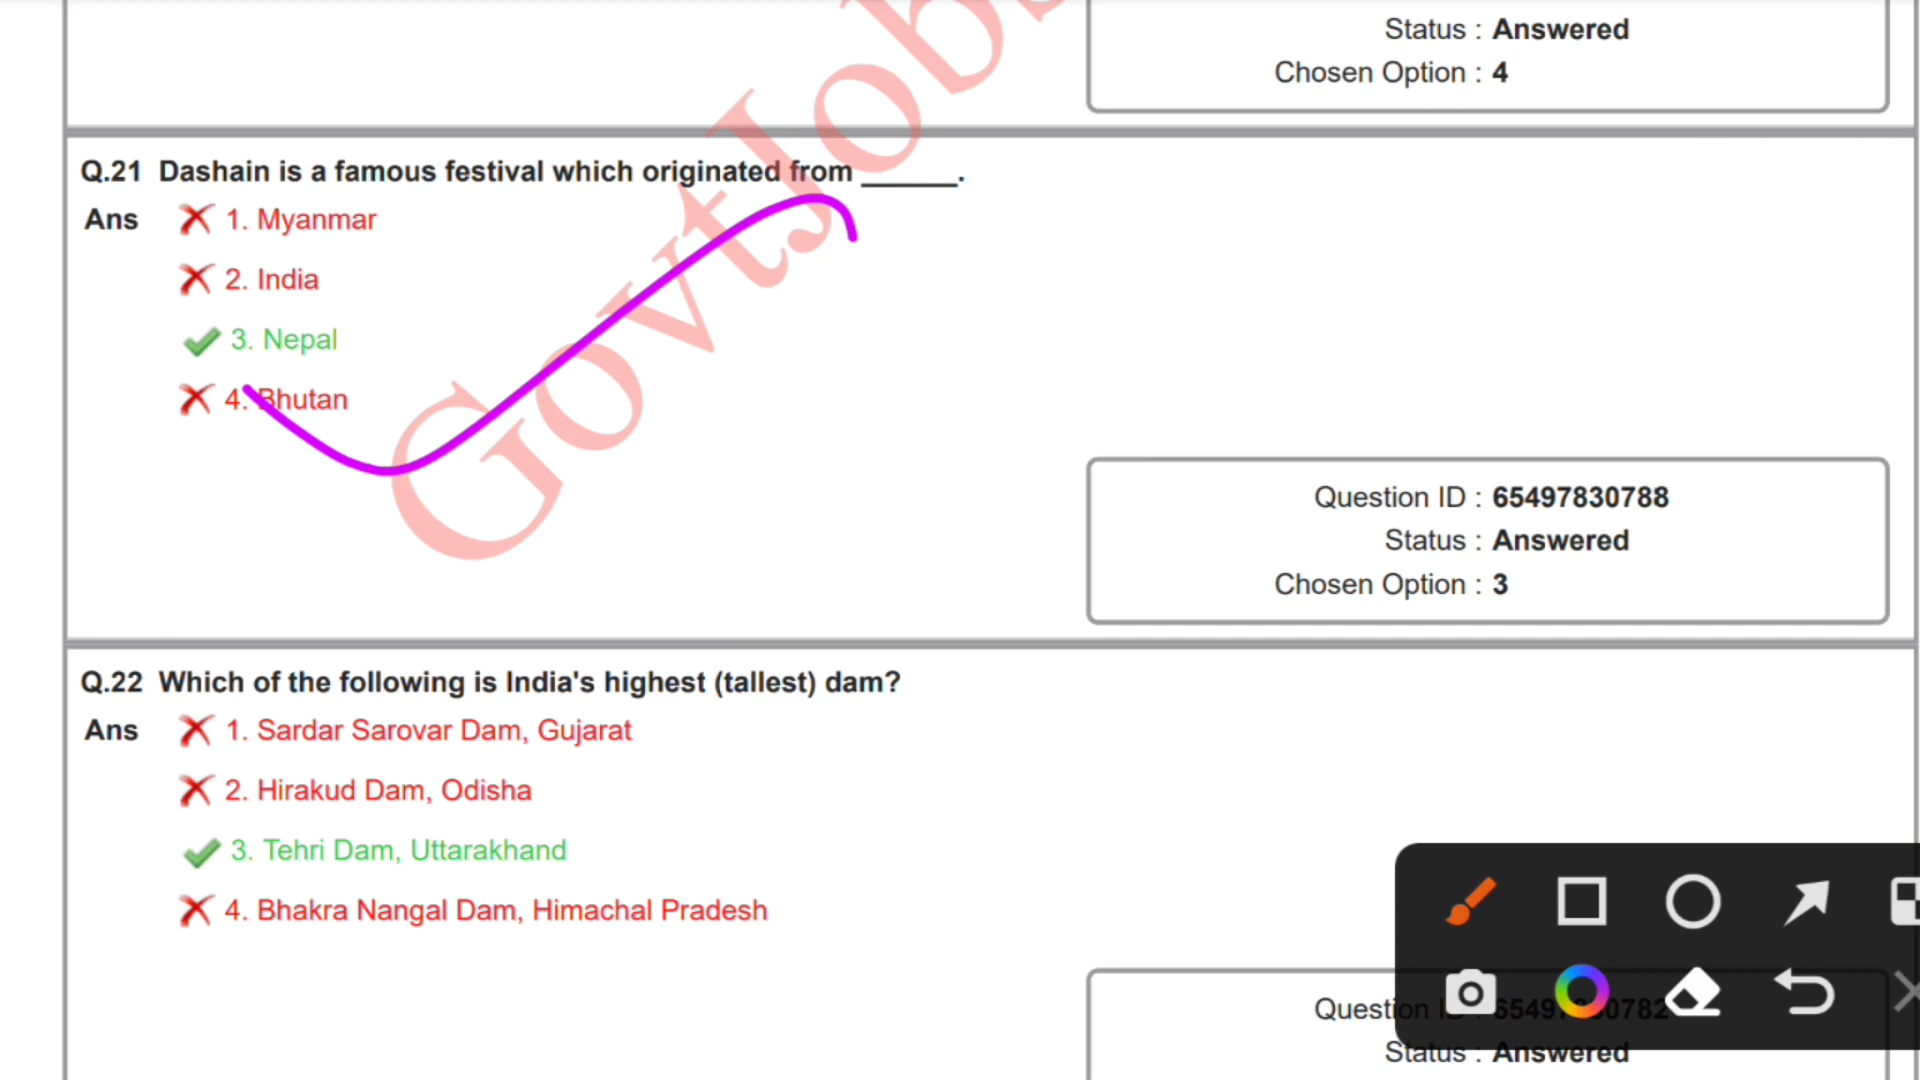 Status : Answered
Chosen Option : 4
Q.21 Dashain is a famous festival which originated from ______.
Ans 1. Myanmar
2. India
3. Nepal
4. Bhutan
GovtJobs
Question ID : 65497830788
Status : Answered
Chosen Option : 3
Q.22 Which of the following is India's highest (tallest) dam?
Ans 1. Sardar Sarovar Dam, Gujarat
2. Hirakud Dam, Odisha
3. Tehri Dam, Uttarakhand
4. Bhakra Nangal Dam, Himachal Pradesh
Question
Status : Answered